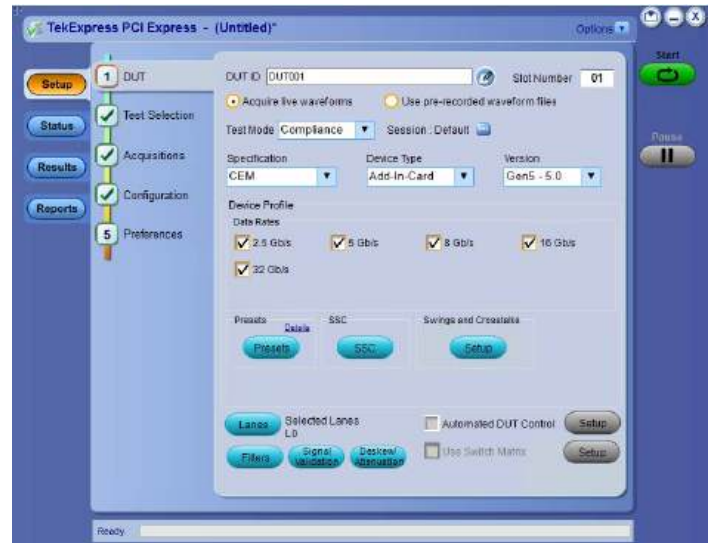 TekExpress PCI Express - (Untitled)*
Options
Start
Setup
1 DUT
DUT ID DUT001
Slot Number 01
Acquire live waveforms
Use pre-recorded waveform files
Status
Test Selection
Test Mode Compliance
Session : Default
Pause
Results
Acquisitions
Specification Device Type Version
CEM Add-In-Card Gen5 - 5.0
Configuration
Reports
Device Profile
Data Rates
5 Preferences
2.5 Gb/s 5 Gb/s 8 Gb/s 16 Gb/s
32 Gb/s
Presets Details SSC Swings and Crosstalks
Presets SSC Setup
Lanes Selected Lanes
L0
Automated DUT Control Setup
Filters Signal Validation Deskew/ Attenuation
Use Switch Matrix Setup
Ready